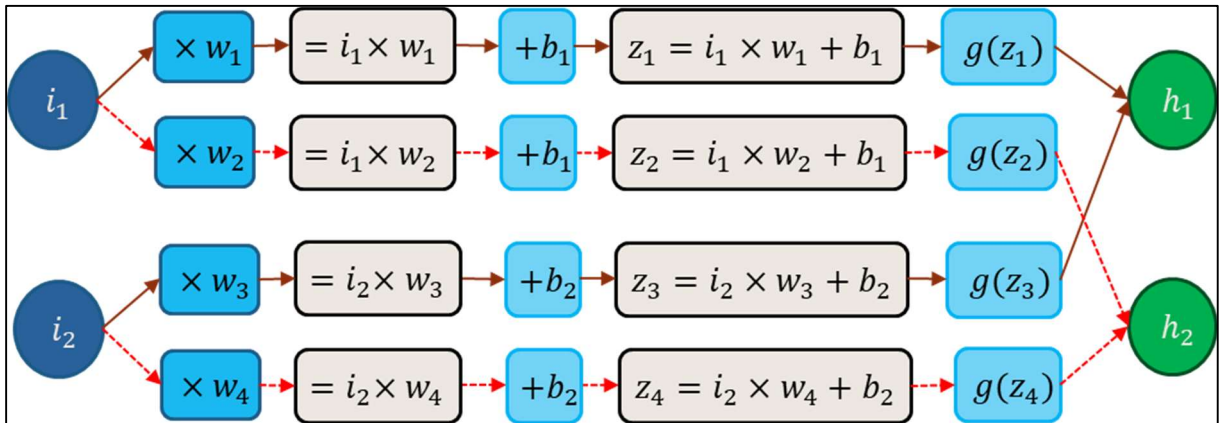 i₁ × w₁ = i₁ × w₁ +b₁ z₁ = i₁ × w₁ + b₁ g(z₁) h₁
× w₂ = i₁ × w₂ +b₁ z₂ = i₁ × w₂ + b₁ g(z₂)
i₂ × w₃ = i₂ × w₃ +b₂ z₃ = i₂ × w₃ + b₂ g(z₃) h₂
× w₄ = i₂ × w₄ +b₂ z₄ = i₂ × w₄ + b₂ g(z₄)